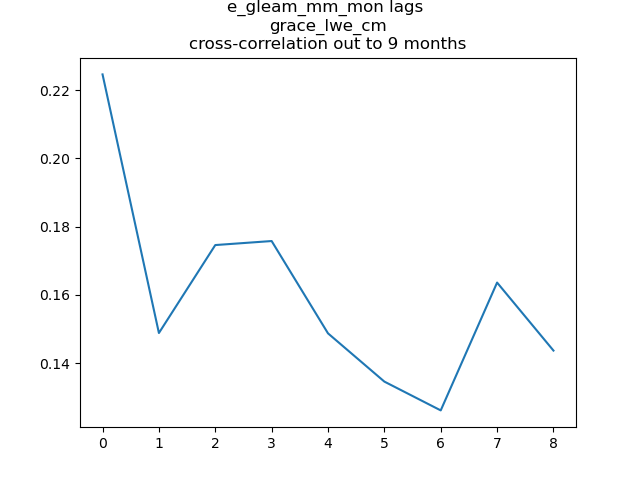 e_gleam_mm_mon lags
grace_lwe_cm
cross-correlation out to 9 months
0.22
0.20
0.18
0.16
0.14
0 1 2 3 4 5 6 7 8